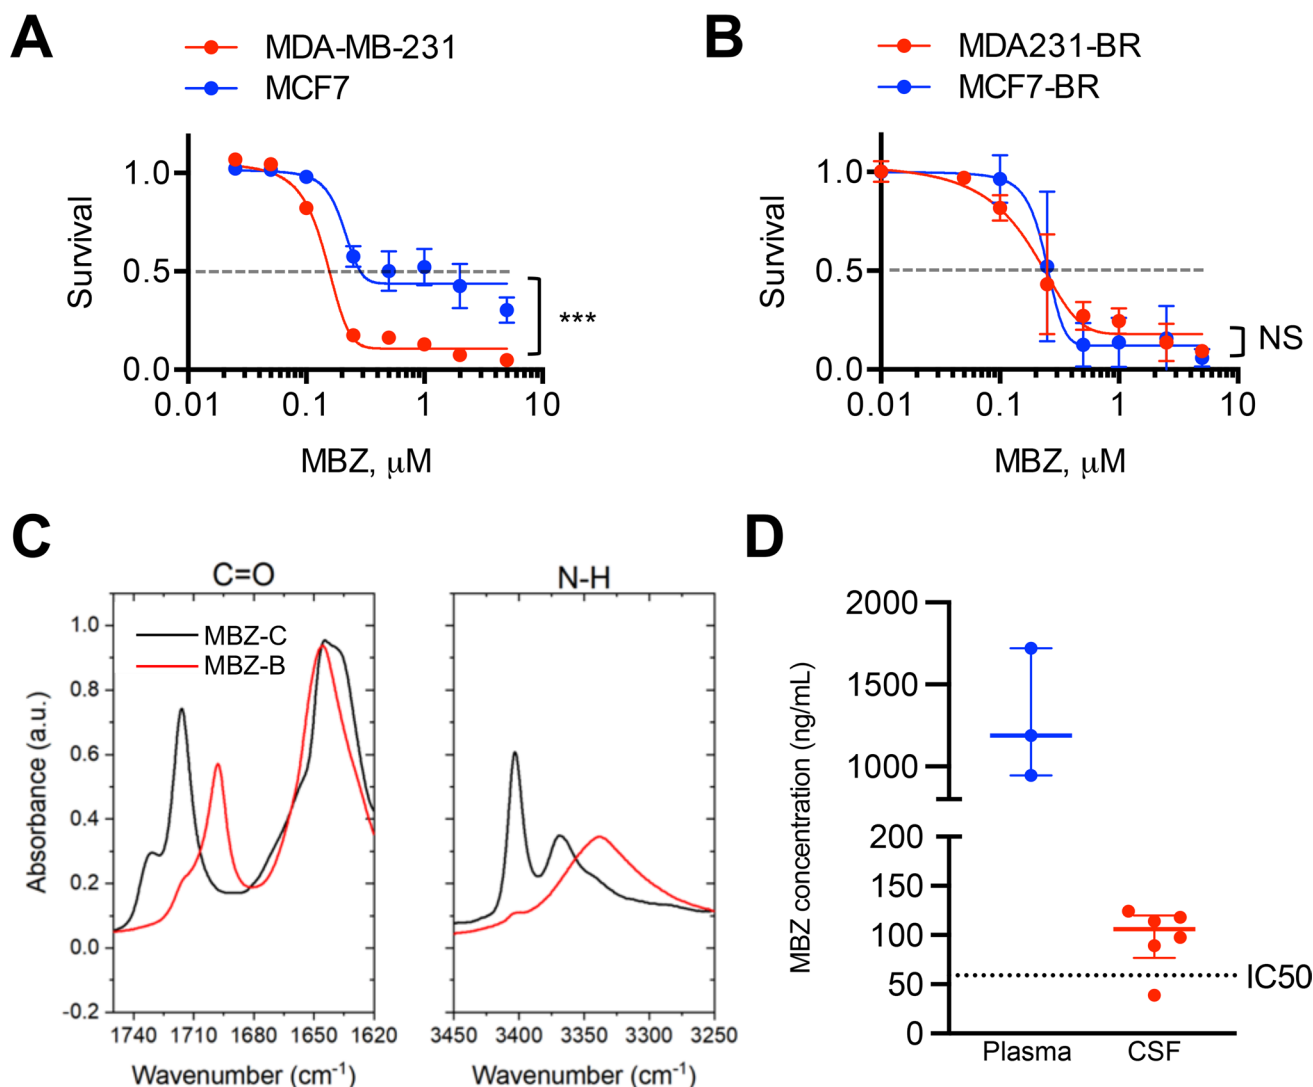 A
MDA-MB-231
MCF7
Survival
1.0
0.5
0.0
***
0.01 0.1 1 10
MBZ, μM
B
MDA231-BR
MCF7-BR
Survival
1.0
0.5
0.0
NS
0.01 0.1 1 10
MBZ, μM
C
C=O
N-H
MBZ-C
MBZ-B
Absorbance (a.u.)
1.0
0.8
0.6
0.4
0.2
0.0
-0.2
1740 1710 1680 1650 1620
3450 3400 3350 3300 3250
Wavenumber (cm-1)
Wavenumber (cm-1)
D
MBZ concentration (ng/mL)
2000
1500
1000
200
150
100
50
0
IC50
Plasma CSF